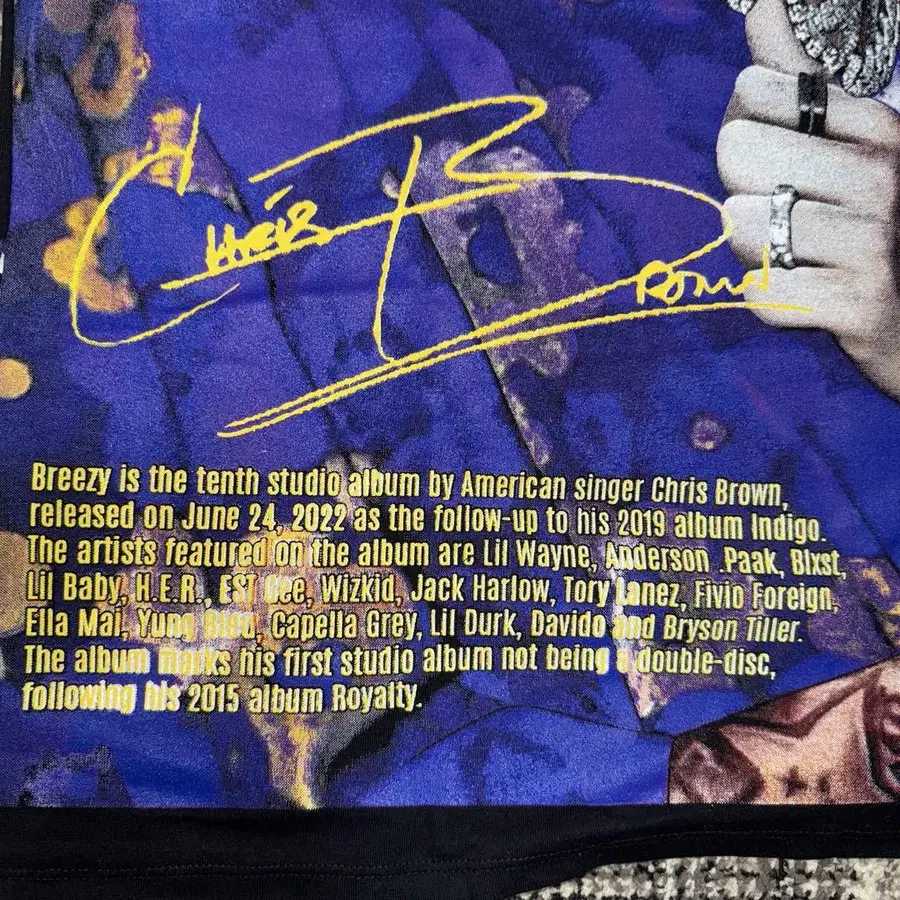 CHRIS
BROWN
Breezy is the tenth studio album by American singer Chris Brown,
released on June 24, 2022 as the follow-up to his 2019 album Indigo.
The artists featured on the album are Lil Wayne, Anderson .Paak, Blxst,
Lil Baby, H.E.R., EST Gee, Wizkid, Jack Harlow, Tory Lanez, Fivio Foreign,
Ella Mai, Yung Bleu, Capella Grey, Lil Durk, Davido and Bryson Tiller.
The album marks his first studio album not being a double-disc,
following his 2015 album Royalty.